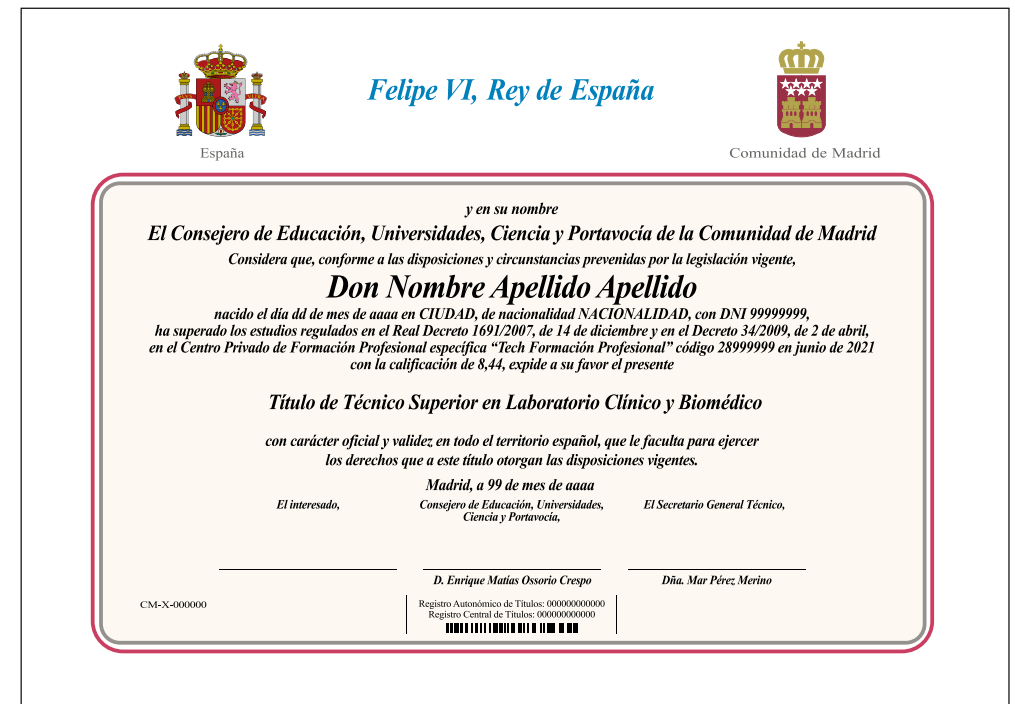 Felipe VI, Rey de España
España
Comunidad de Madrid
y en su nombre
El Consejero de Educación, Universidades, Ciencia y Portavocía de la Comunidad de Madrid
Considera que, conforme a las disposiciones y circunstancias prevenidas por la legislación vigente,
Don Nombre Apellido Apellido
nacido el día dd de mes de aaaa en CIUDAD, de nacionalidad NACIONALIDAD, con DNI 99999999,
ha superado los estudios regulados en el Real Decreto 1691/2007, de 14 de diciembre y en el Decreto 34/2009, de 2 de abril,
en el Centro Privado de Formación Profesional específica “Tech Formación Profesional” código 28999999 en junio de 2021
con la calificación de 8,44, expide a su favor el presente
Título de Técnico Superior en Laboratorio Clínico y Biomédico
con carácter oficial y validez en todo el territorio español, que le faculta para ejercer
los derechos que a este título otorgan las disposiciones vigentes.
Madrid, a 99 de mes de aaaa
El interesado,
Consejero de Educación, Universidades,
Ciencia y Portavocía,
El Secretario General Técnico,
D. Enrique Matías Ossorio Crespo
Dña. Mar Pérez Merino
CM-X-000000
Registro Autonómico de Títulos: 000000000000
Registro Central de Títulos: 000000000000